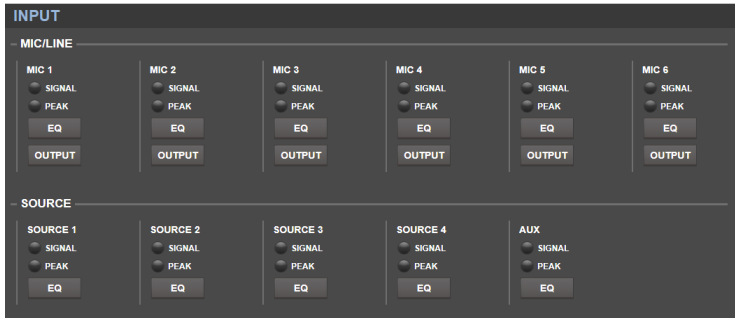 INPUT
MIC/LINE
MIC 1 MIC 2 MIC 3 MIC 4 MIC 5 MIC 6
SIGNAL SIGNAL SIGNAL SIGNAL SIGNAL SIGNAL
PEAK PEAK PEAK PEAK PEAK PEAK
EQ EQ EQ EQ EQ EQ
OUTPUT OUTPUT OUTPUT OUTPUT OUTPUT OUTPUT
SOURCE
SOURCE 1 SOURCE 2 SOURCE 3 SOURCE 4 AUX
SIGNAL SIGNAL SIGNAL SIGNAL SIGNAL
PEAK PEAK PEAK PEAK PEAK
EQ EQ EQ EQ EQ